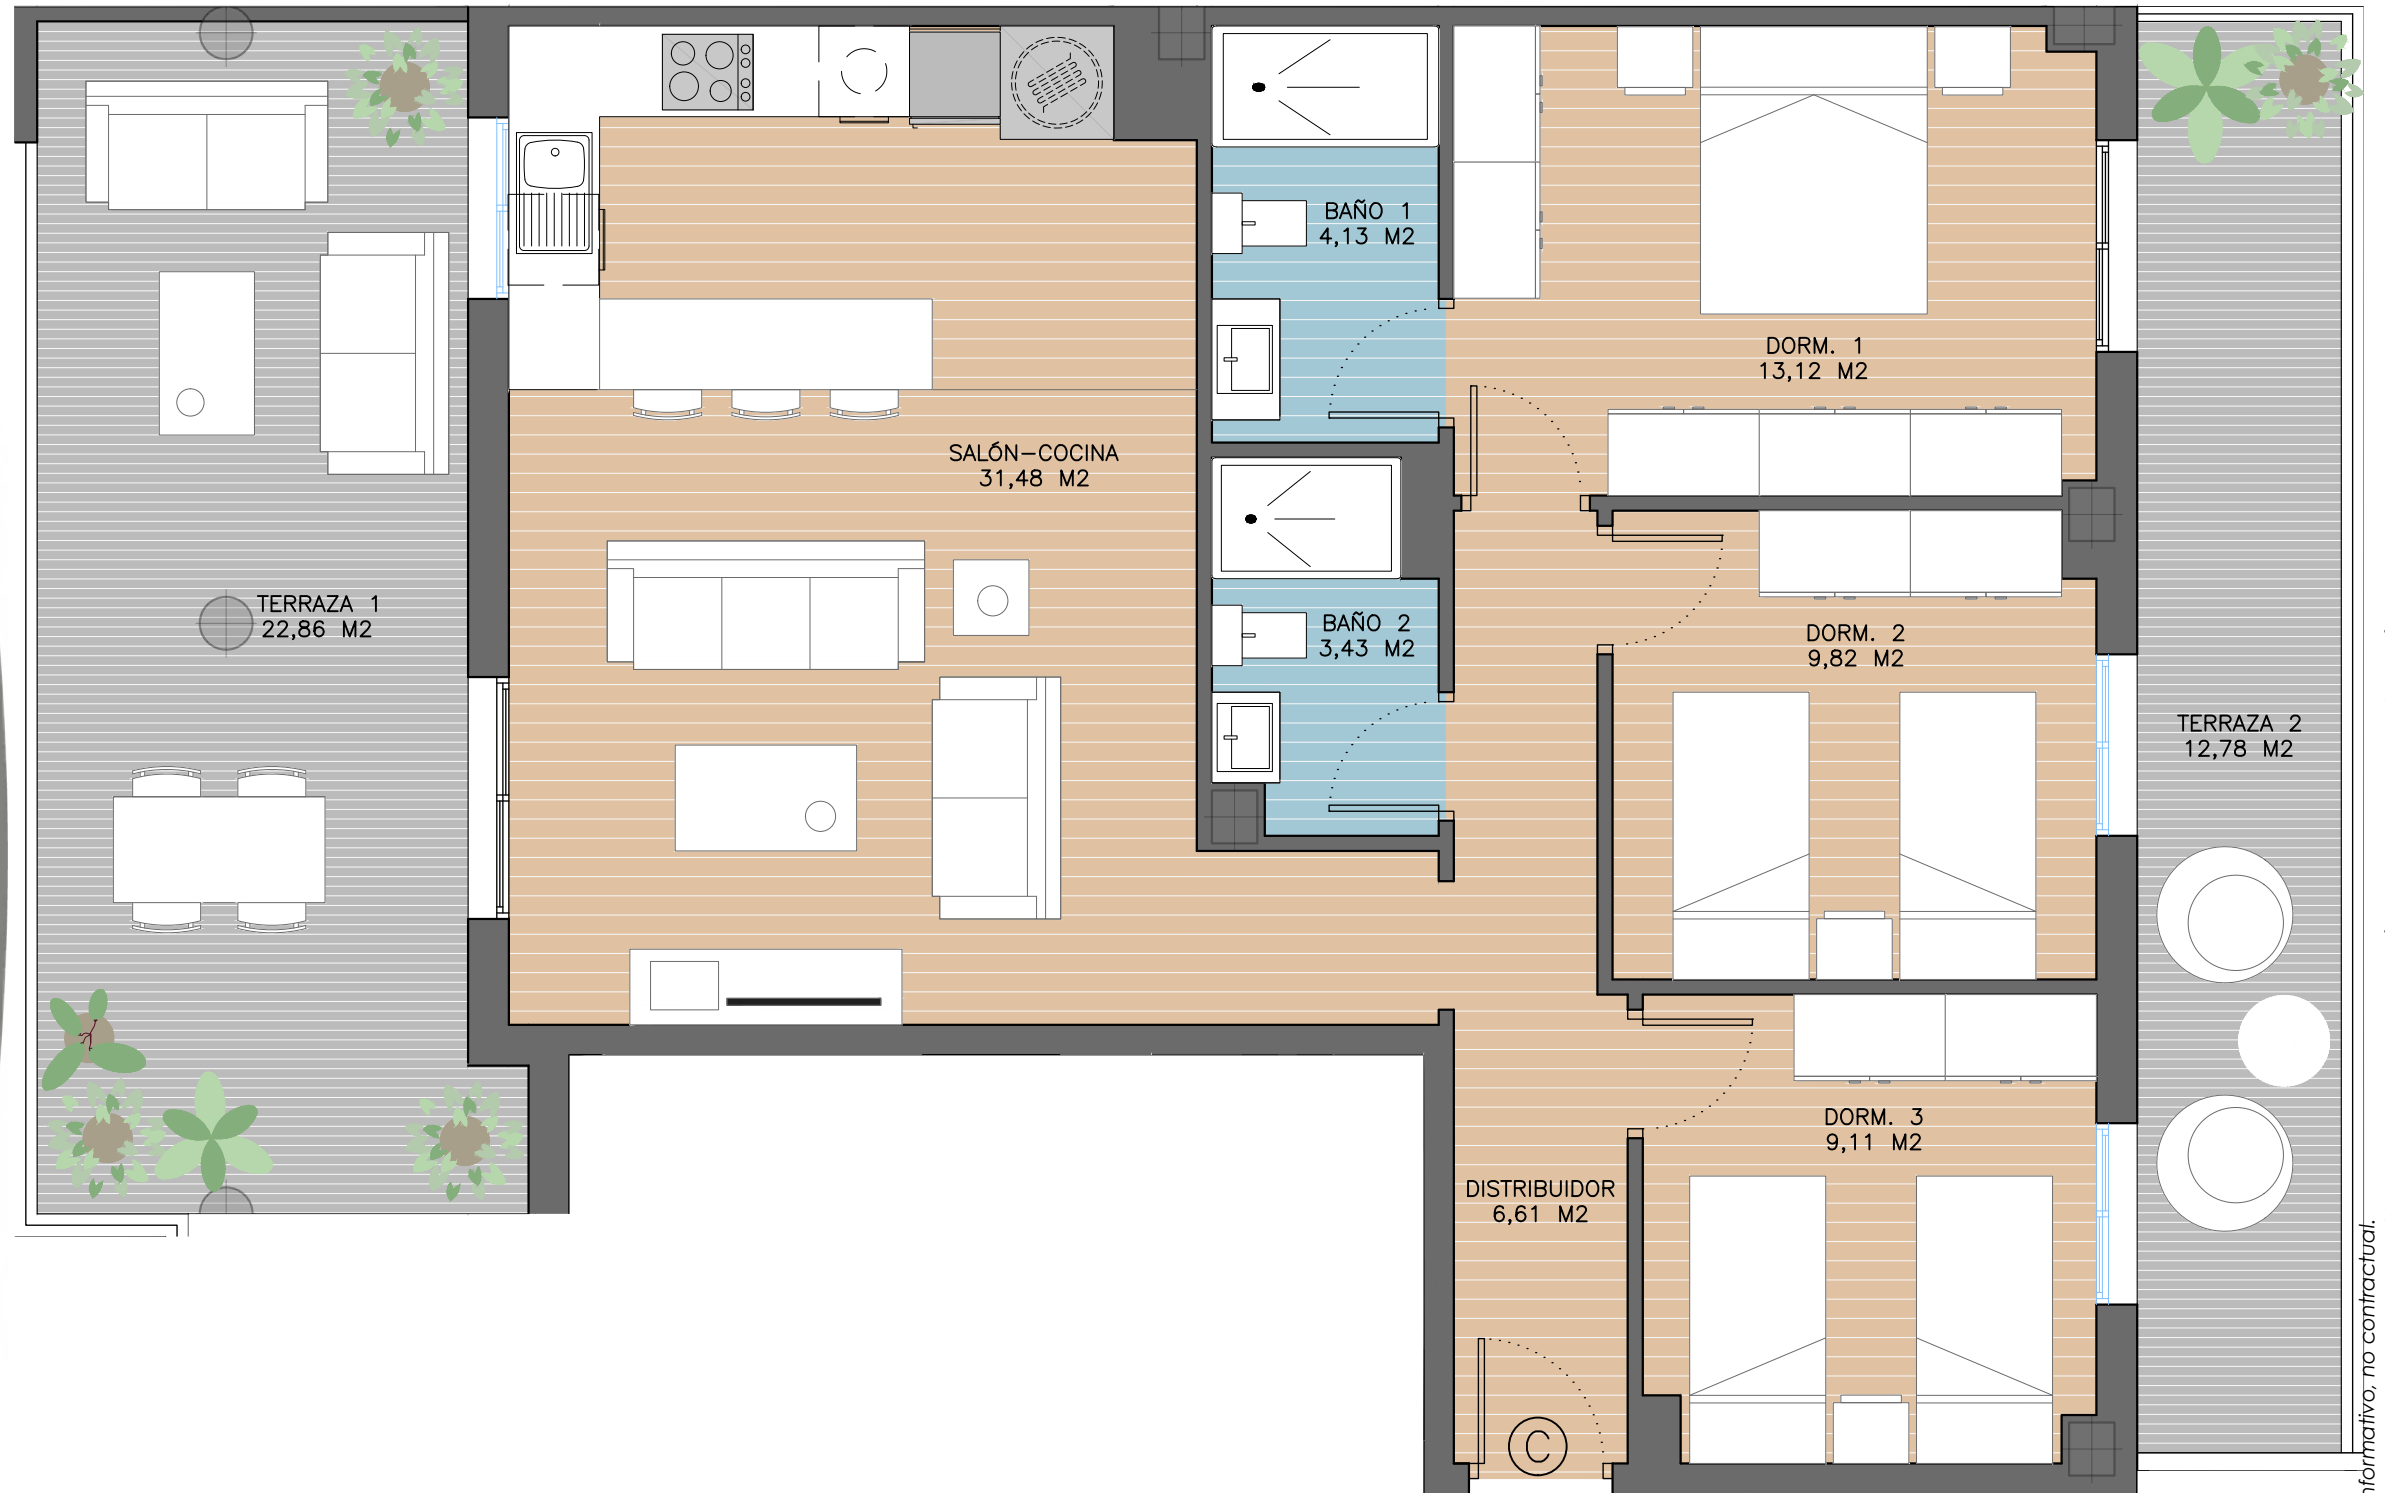 BAÑO 1
4,13 M2
DORM. 1
13,12 M2
SALÓN-COCINA
31,48 M2
TERRAZA 1
22,86 M2
BAÑO 2
3,43 M2
DORM. 2
9,82 M2
TERRAZA 2
12,78 M2
DORM. 3
9,11 M2
DISTRIBUIDOR
6,61 M2
C
nformativo, no contractual.